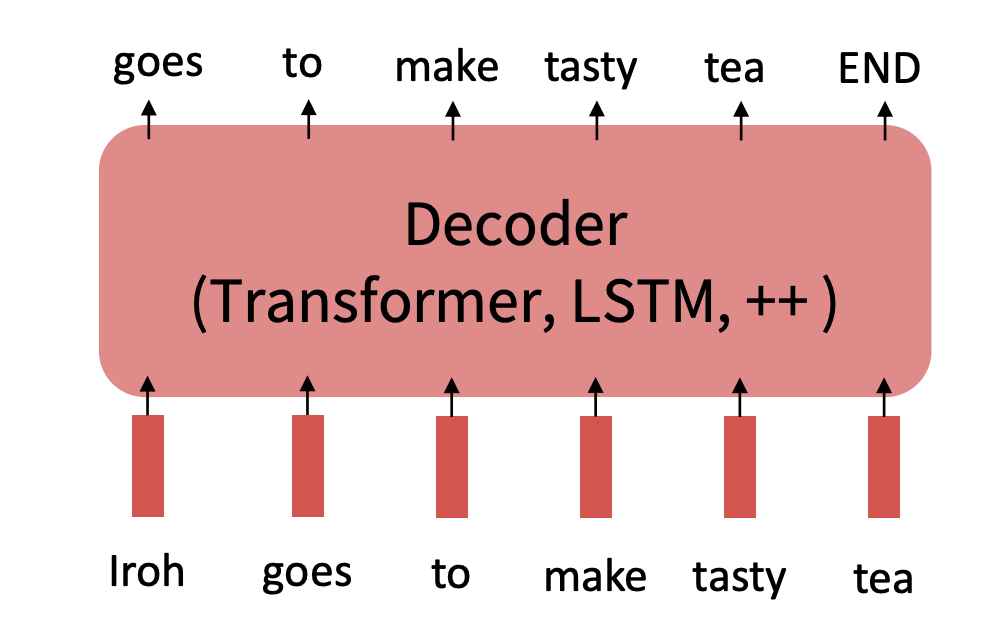 goes to make tasty tea END
Decoder
(Transformer, LSTM, ++ )
Iroh goes to make tasty tea